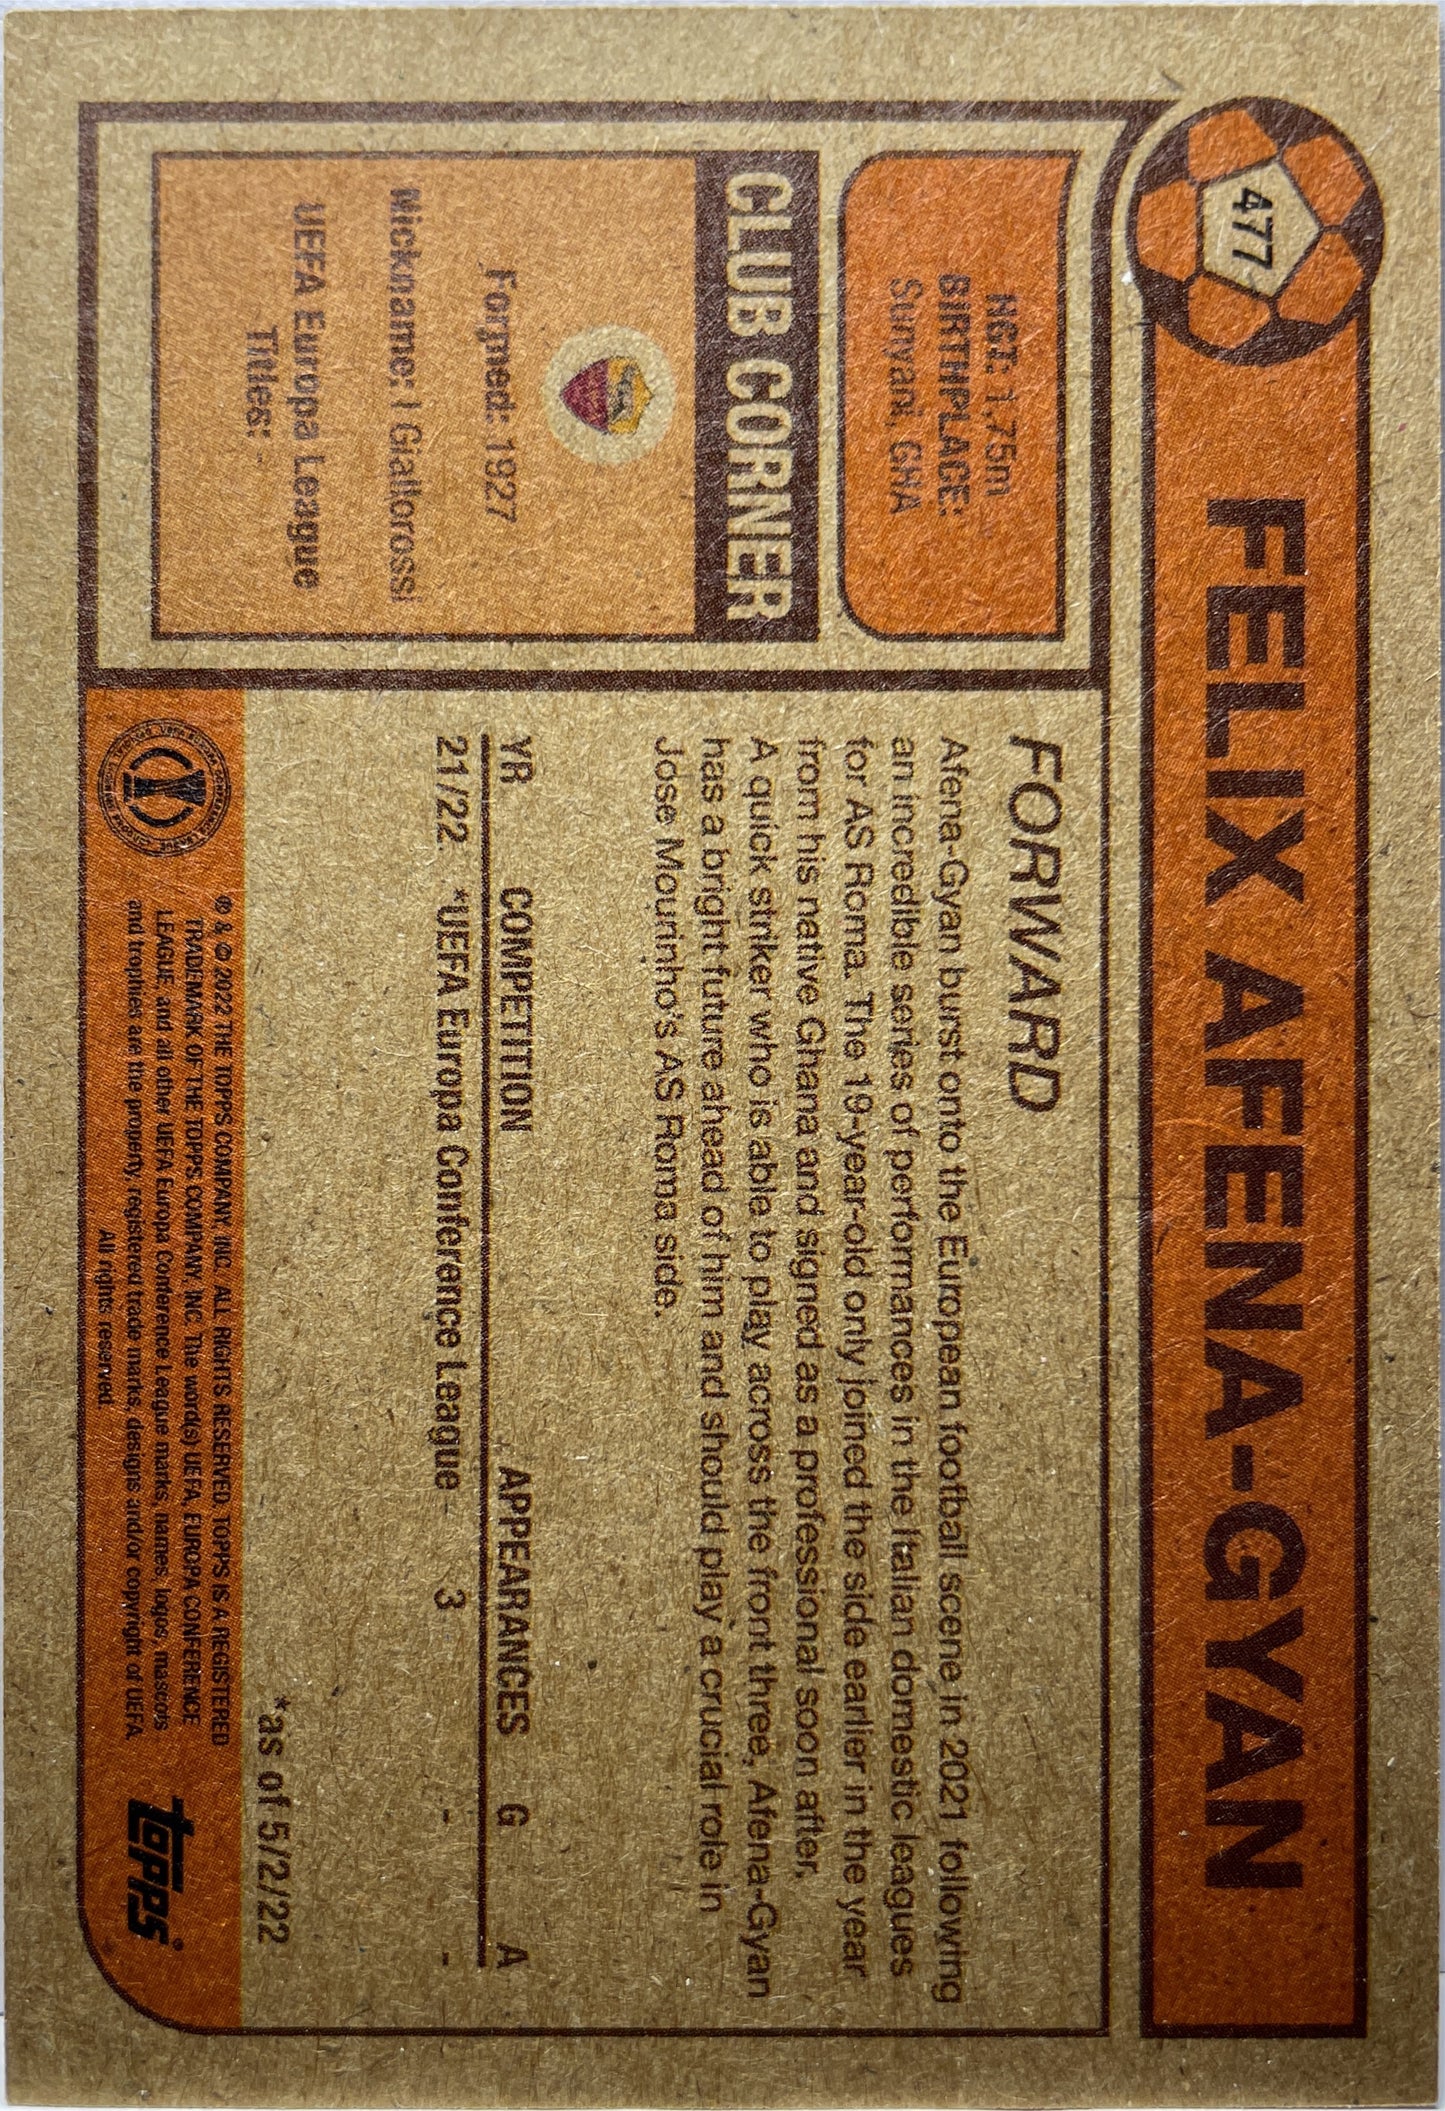 477
FELIX AFENA-GYAN
HGT: 1,75m
BIRTHPLACE:
Sunyani, GHA
CLUB CORNER
Formed: 1927
Nickname: I Giallorossi
UEFA Europa League
Titles: -
FORWARD
Afena-Gyan burst onto the European football scene in 2021, following
an incredible series of performances in the Italian domestic leagues
for AS Roma. The 19-year-old only joined the side earlier in the year
from his native Ghana and signed as a professional soon after.
A quick striker who is able to play across the front three, Afena-Gyan
has a bright future ahead of him and should play a crucial role in
Jose Mourinho's AS Roma side.
YR COMPETITION APPEARANCES G A
21/22 *UEFA Europa Conference League 3 - -
*as of 5/2/22
® & © 2022 THE TOPPS COMPANY, INC. ALL RIGHTS RESERVED. TOPPS IS A REGISTERED
TRADEMARK OF THE TOPPS COMPANY, INC. The word(s) UEFA, EUROPA CONFERENCE
LEAGUE, and all other UEFA Europa Conference League marks, names, logos, mascots
and trophies are the property, registered trade marks, designs and/or copyright of UEFA.
All rights reserved.
topps®